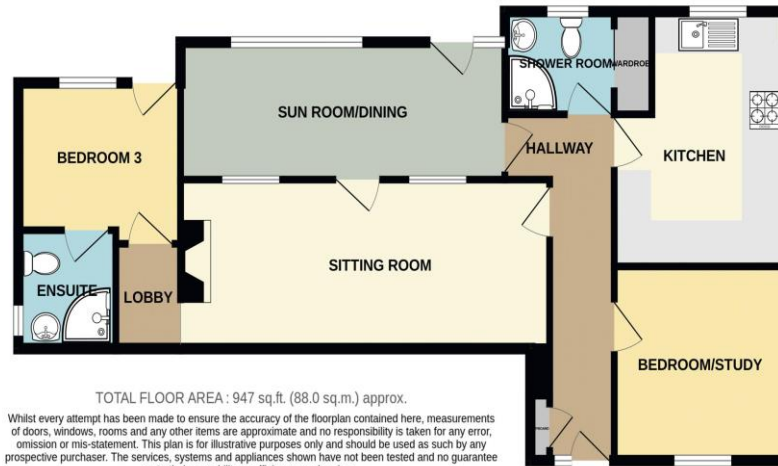 SHOWER ROOM
WARDROBE
SUN ROOM/DINING
BEDROOM 3
HALLWAY
KITCHEN
SITTING ROOM
ENSUITE
LOBBY
BEDROOM/STUDY
TOTAL FLOOR AREA : 947 sq.ft. (88.0 sq.m.) approx.
Whilst every attempt has been made to ensure the accuracy of the floorplan contained here, measurements
of doors, windows, rooms and any other items are approximate and no responsibility is taken for any error,
omission or mis-statement. This plan is for illustrative purposes only and should be used as such by any
prospective purchaser. The services, systems and appliances shown have not been tested and no guarantee